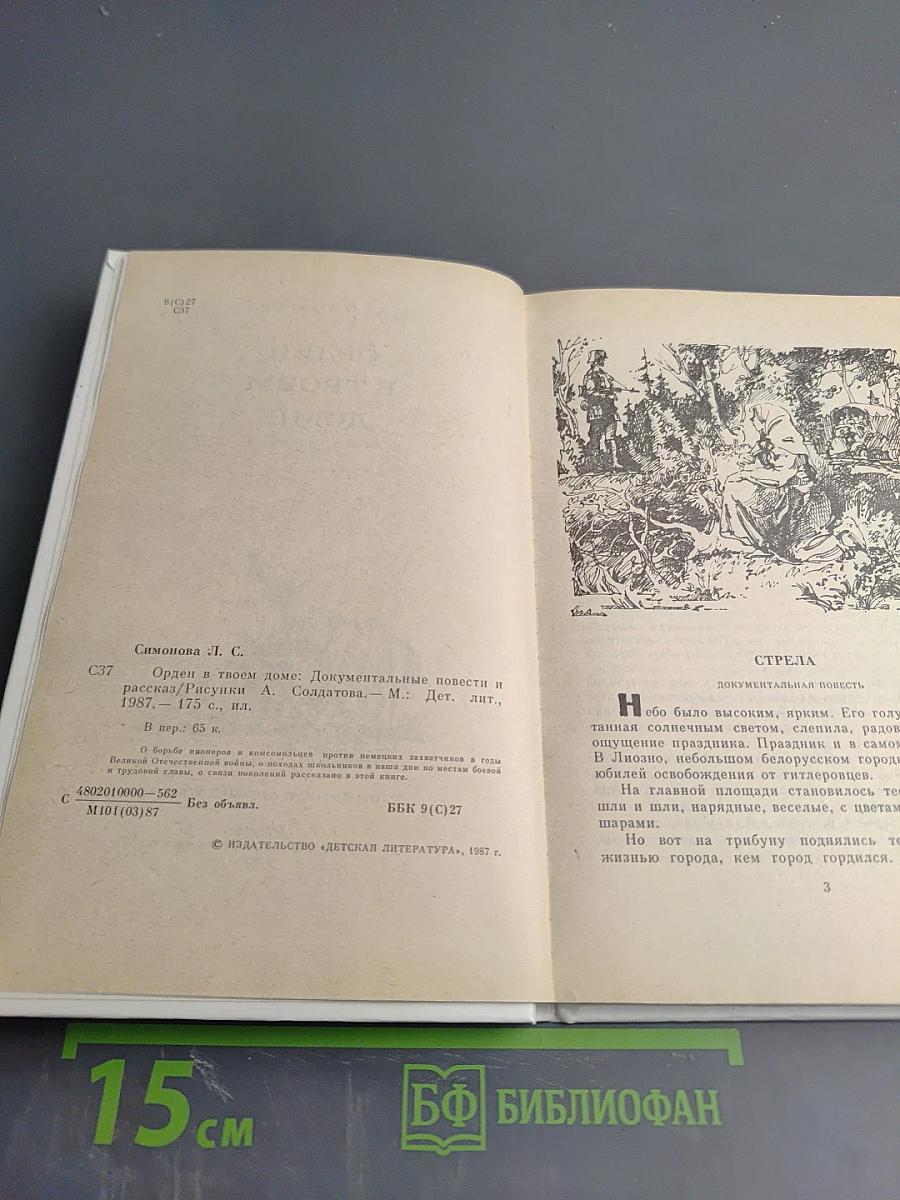 9(С)27
С37
Симонова Л. С.
С37 Орден в твоем доме: Документальные повести и
рассказ/Рисунки А. Солдатова.— М.: Дет. лит.,
1987.— 175 с., ил.
В пер.: 65 к.
О борьбе пионеров и комсомольцев против немецких захватчиков в годы
Великой Отечественной войны, о походах школьников в наши дни по местам боевой
и трудовой славы, о связи поколений рассказано в этой книге.
С 4802010000—562 Без объявл. ББК 9(С)27
М101(03)87
© ИЗДАТЕЛЬСТВО «ДЕТСКАЯ ЛИТЕРАТУРА», 1987 г.
СТРЕЛА
ДОКУМЕНТАЛЬНАЯ ПОВЕСТЬ
Небо было высоким, ярким. Его голу
танная солнечным светом, слепила, радов
ощущение праздника. Праздник и в самом
В Лиозно, небольшом белорусском город
юбилей освобождения от гитлеровцев.
На главной площади становилось тес
шли и шли, нарядные, веселые, с цветам
шарами.
Но вот на трибуну поднялись те
жизнью города, кем город гордился.
3
15 см
БФ БИБЛИОФАН